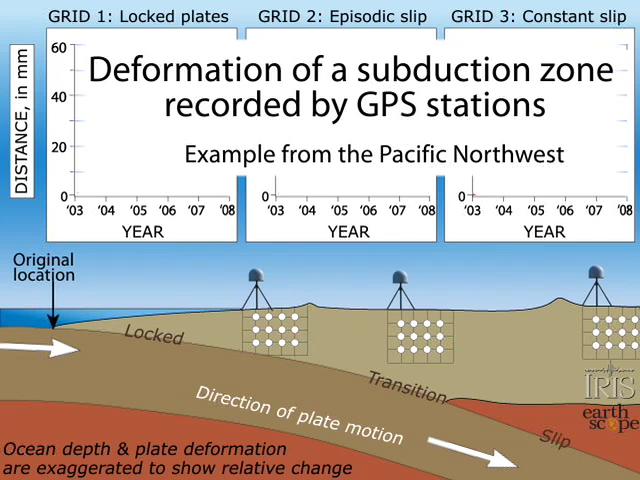 GRID 1: Locked plates
GRID 2: Episodic slip
GRID 3: Constant slip
DISTANCE, in mm
60
40
20
0
0
0
Deformation of a subduction zone
recorded by GPS stations
Example from the Pacific Northwest
'03 '04 '05 '06 '07 '08
'03 '04 '05 '06 '07 '08
'03 '04 '05 '06 '07 '08
YEAR
YEAR
YEAR
Original
location
Locked
Transition
Slip
Direction of plate motion
IRIS
earth
scope
Ocean depth & plate deformation
are exaggerated to show relative change